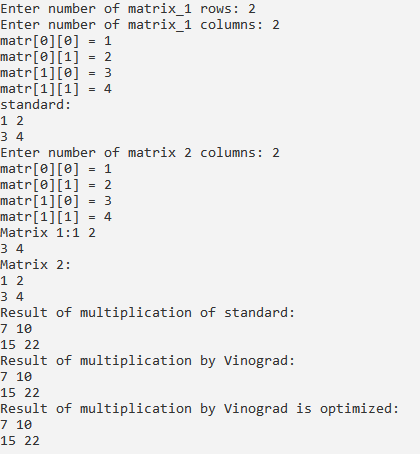 Enter number of matrix_1 rows: 2
Enter number of matrix_1 columns: 2
matr[0][0] = 1
matr[0][1] = 2
matr[1][0] = 3
matr[1][1] = 4
standard:
1 2
3 4
Enter number of matrix 2 columns: 2
matr[0][0] = 1
matr[0][1] = 2
matr[1][0] = 3
matr[1][1] = 4
Matrix 1:1 2
3 4
Matrix 2:
1 2
3 4
Result of multiplication of standard:
7 10
15 22
Result of multiplication by Vinograd:
7 10
15 22
Result of multiplication by Vinograd is optimized:
7 10
15 22